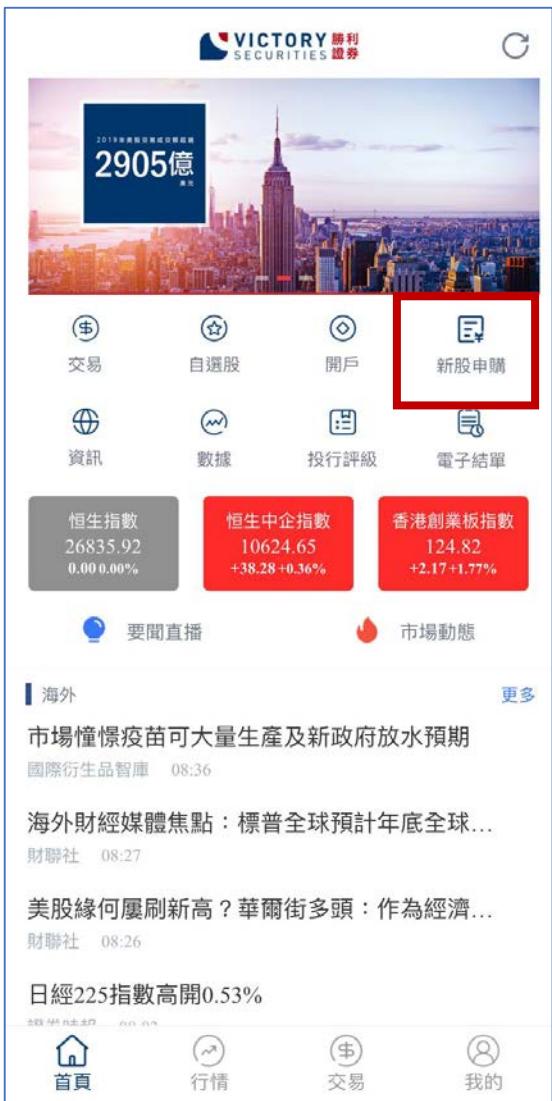 VICTORY 勝利
SECURITIES 證券
2905億
美元
交易
自選股
開戶
新股申購
資訊
數據
投行評級
電子結單
恒生指數
26835.92
0.00 0.00%
恒生中企指數
10624.65
+38.28 +0.36%
香港創業板指數
124.82
+2.17 +1.77%
要聞直播
市場動態
海外
更多
市場憧憬疫苗可大量生產及新政府放水預期
國際衍生品智庫 08:36
海外財經媒體焦點：標普全球預計年底全球...
財聯社 08:27
美股緣何屢刷新高？華爾街多頭：作為經濟...
財聯社 08:26
日經225指數高開0.53%
首頁
行情
交易
我的